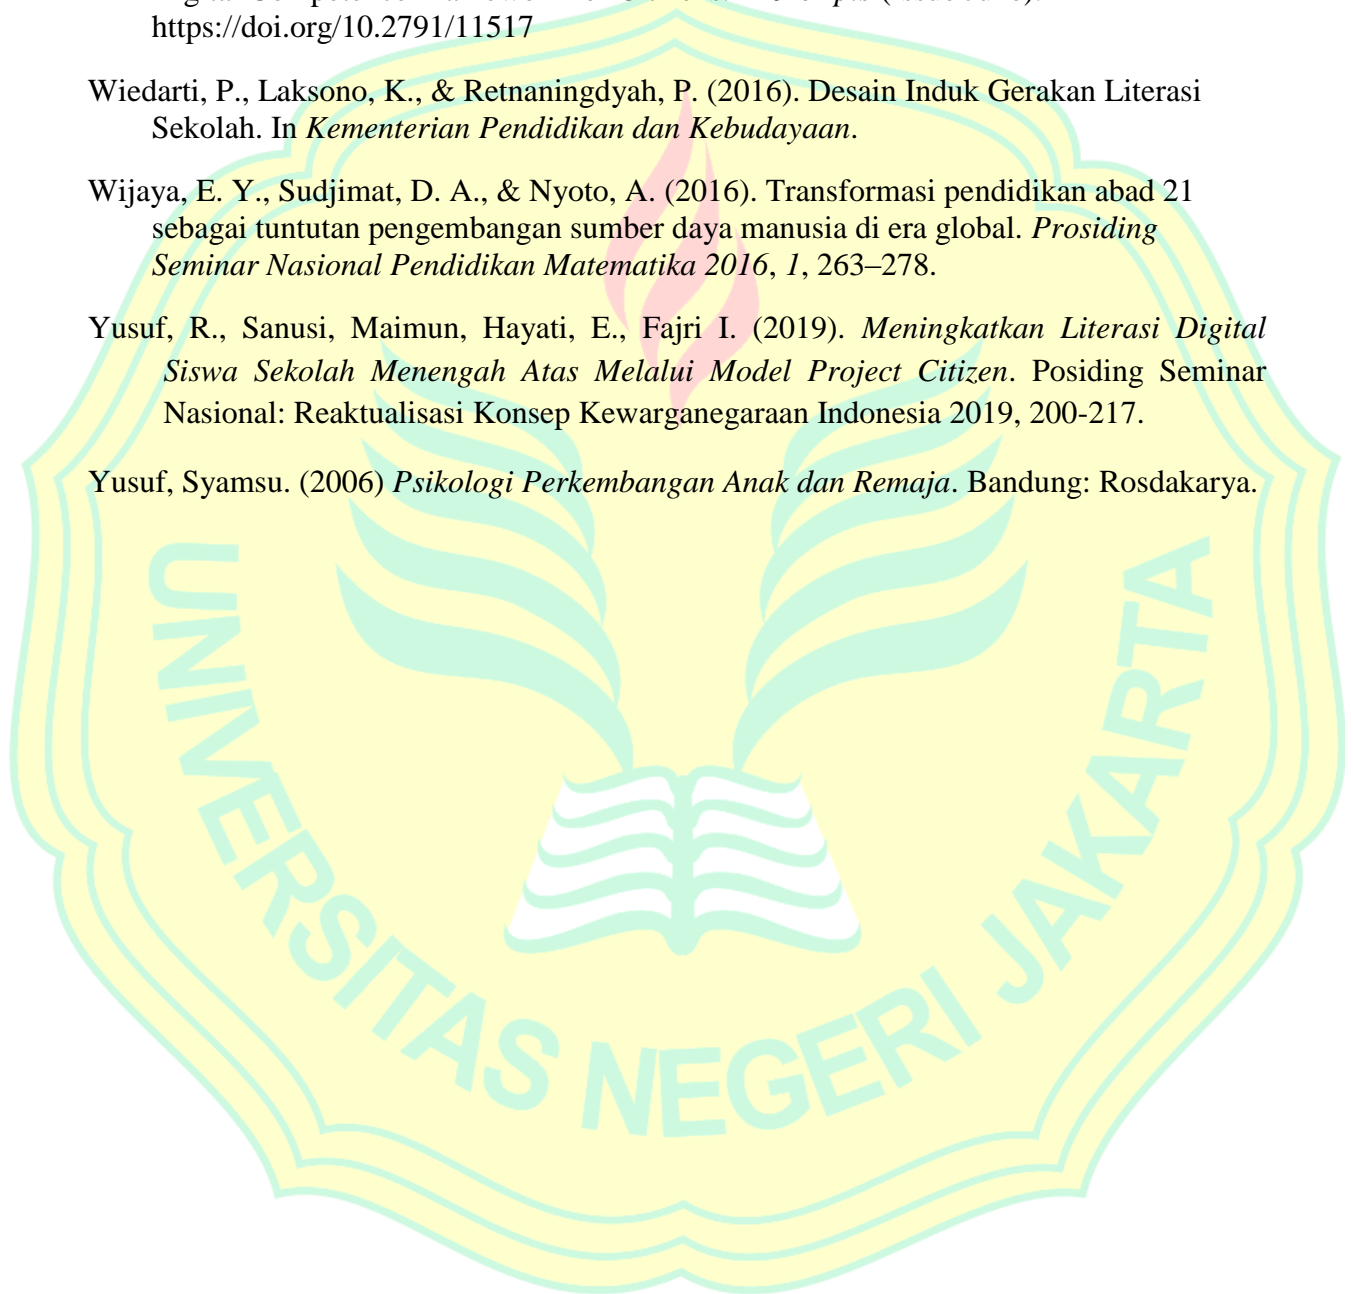 https://doi.org/10.2791/11517
Wiedarti, P., Laksono, K., & Retnaningdyah, P. (2016). Desain Induk Gerakan Literasi
Sekolah. In Kementerian Pendidikan dan Kebudayaan.
Wijaya, E. Y., Sudjimat, D. A., & Nyoto, A. (2016). Transformasi pendidikan abad 21
sebagai tuntutan pengembangan sumber daya manusia di era global. Prosiding
Seminar Nasional Pendidikan Matematika 2016, 1, 263–278.
Yusuf, R., Sanusi, Maimun, Hayati, E., Fajri I. (2019). Meningkatkan Literasi Digital
Siswa Sekolah Menengah Atas Melalui Model Project Citizen. Posiding Seminar
Nasional: Reaktualisasi Konsep Kewarganegaraan Indonesia 2019, 200-217.
Yusuf, Syamsu. (2006) Psikologi Perkembangan Anak dan Remaja. Bandung: Rosdakarya.
UNIVERSITAS NEGERI JAKARTA